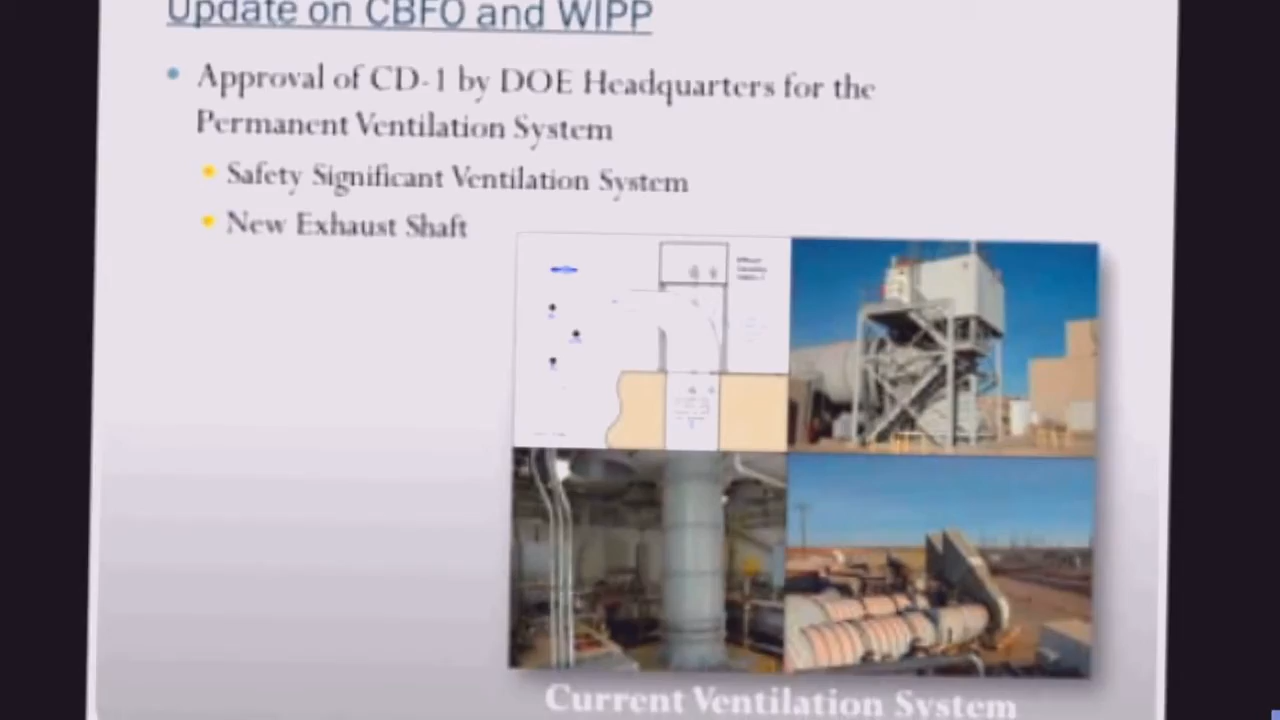 Update on CBFO and WIPP
Approval of CD-1 by DOE Headquarters for the
Permanent Ventilation System
Safety Significant Ventilation System
New Exhaust Shaft
Current Ventilation System